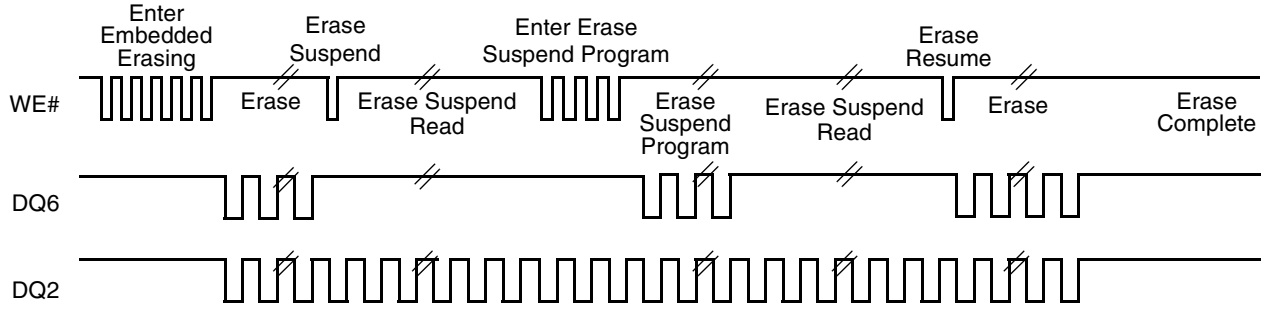 Enter
Embedded
Erasing
Erase
Suspend
Enter Erase
Suspend Program
Erase
Resume
WE#
Erase
Erase Suspend
Read
Erase
Suspend
Program
Erase Suspend
Read
Erase
Erase
Complete
DQ6
DQ2